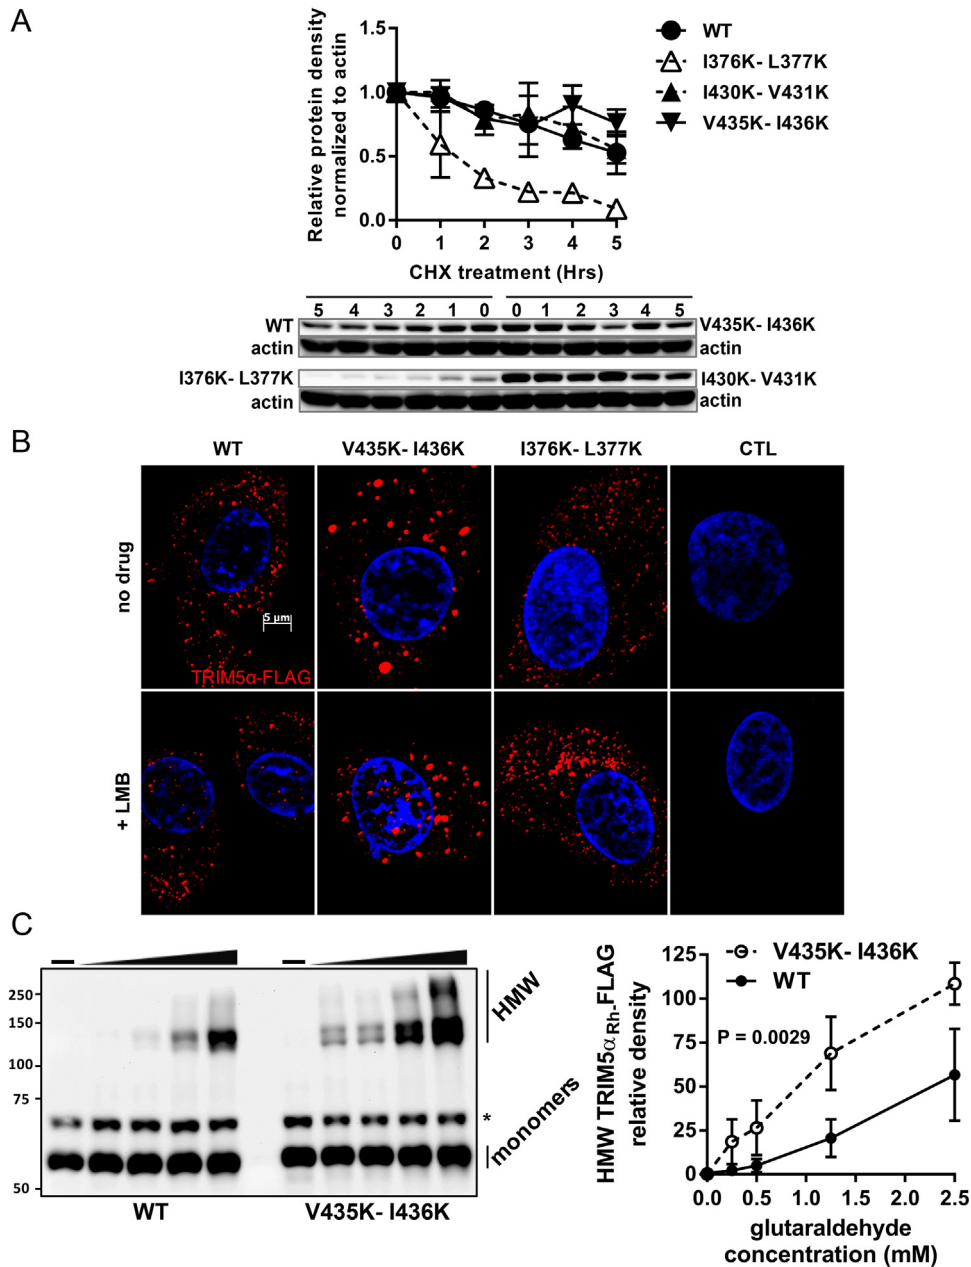 A
Relative protein density
normalized to actin
1.5
1.0
0.5
0.0
0 1 2 3 4 5
CHX treatment (Hrs)
WT
I376K- L377K
I430K- V431K
V435K- I436K
5 4 3 2 1 0 0 1 2 3 4 5
WT V435K- I436K
actin actin
I376K- L377K I430K- V431K
actin actin
B
WT V435K- I436K I376K- L377K CTL
no drug
5 µm
TRIM5α-FLAG
+ LMB
C
250
150
100
75
50
HMW
*
monomers
WT V435K- I436K
HMW TRIM5αRh-FLAG
relative density
125
100
75
50
25
0
V435K- I436K
WT
P = 0.0029
0.0 0.5 1.0 1.5 2.0 2.5
glutaraldehyde
concentration (mM)